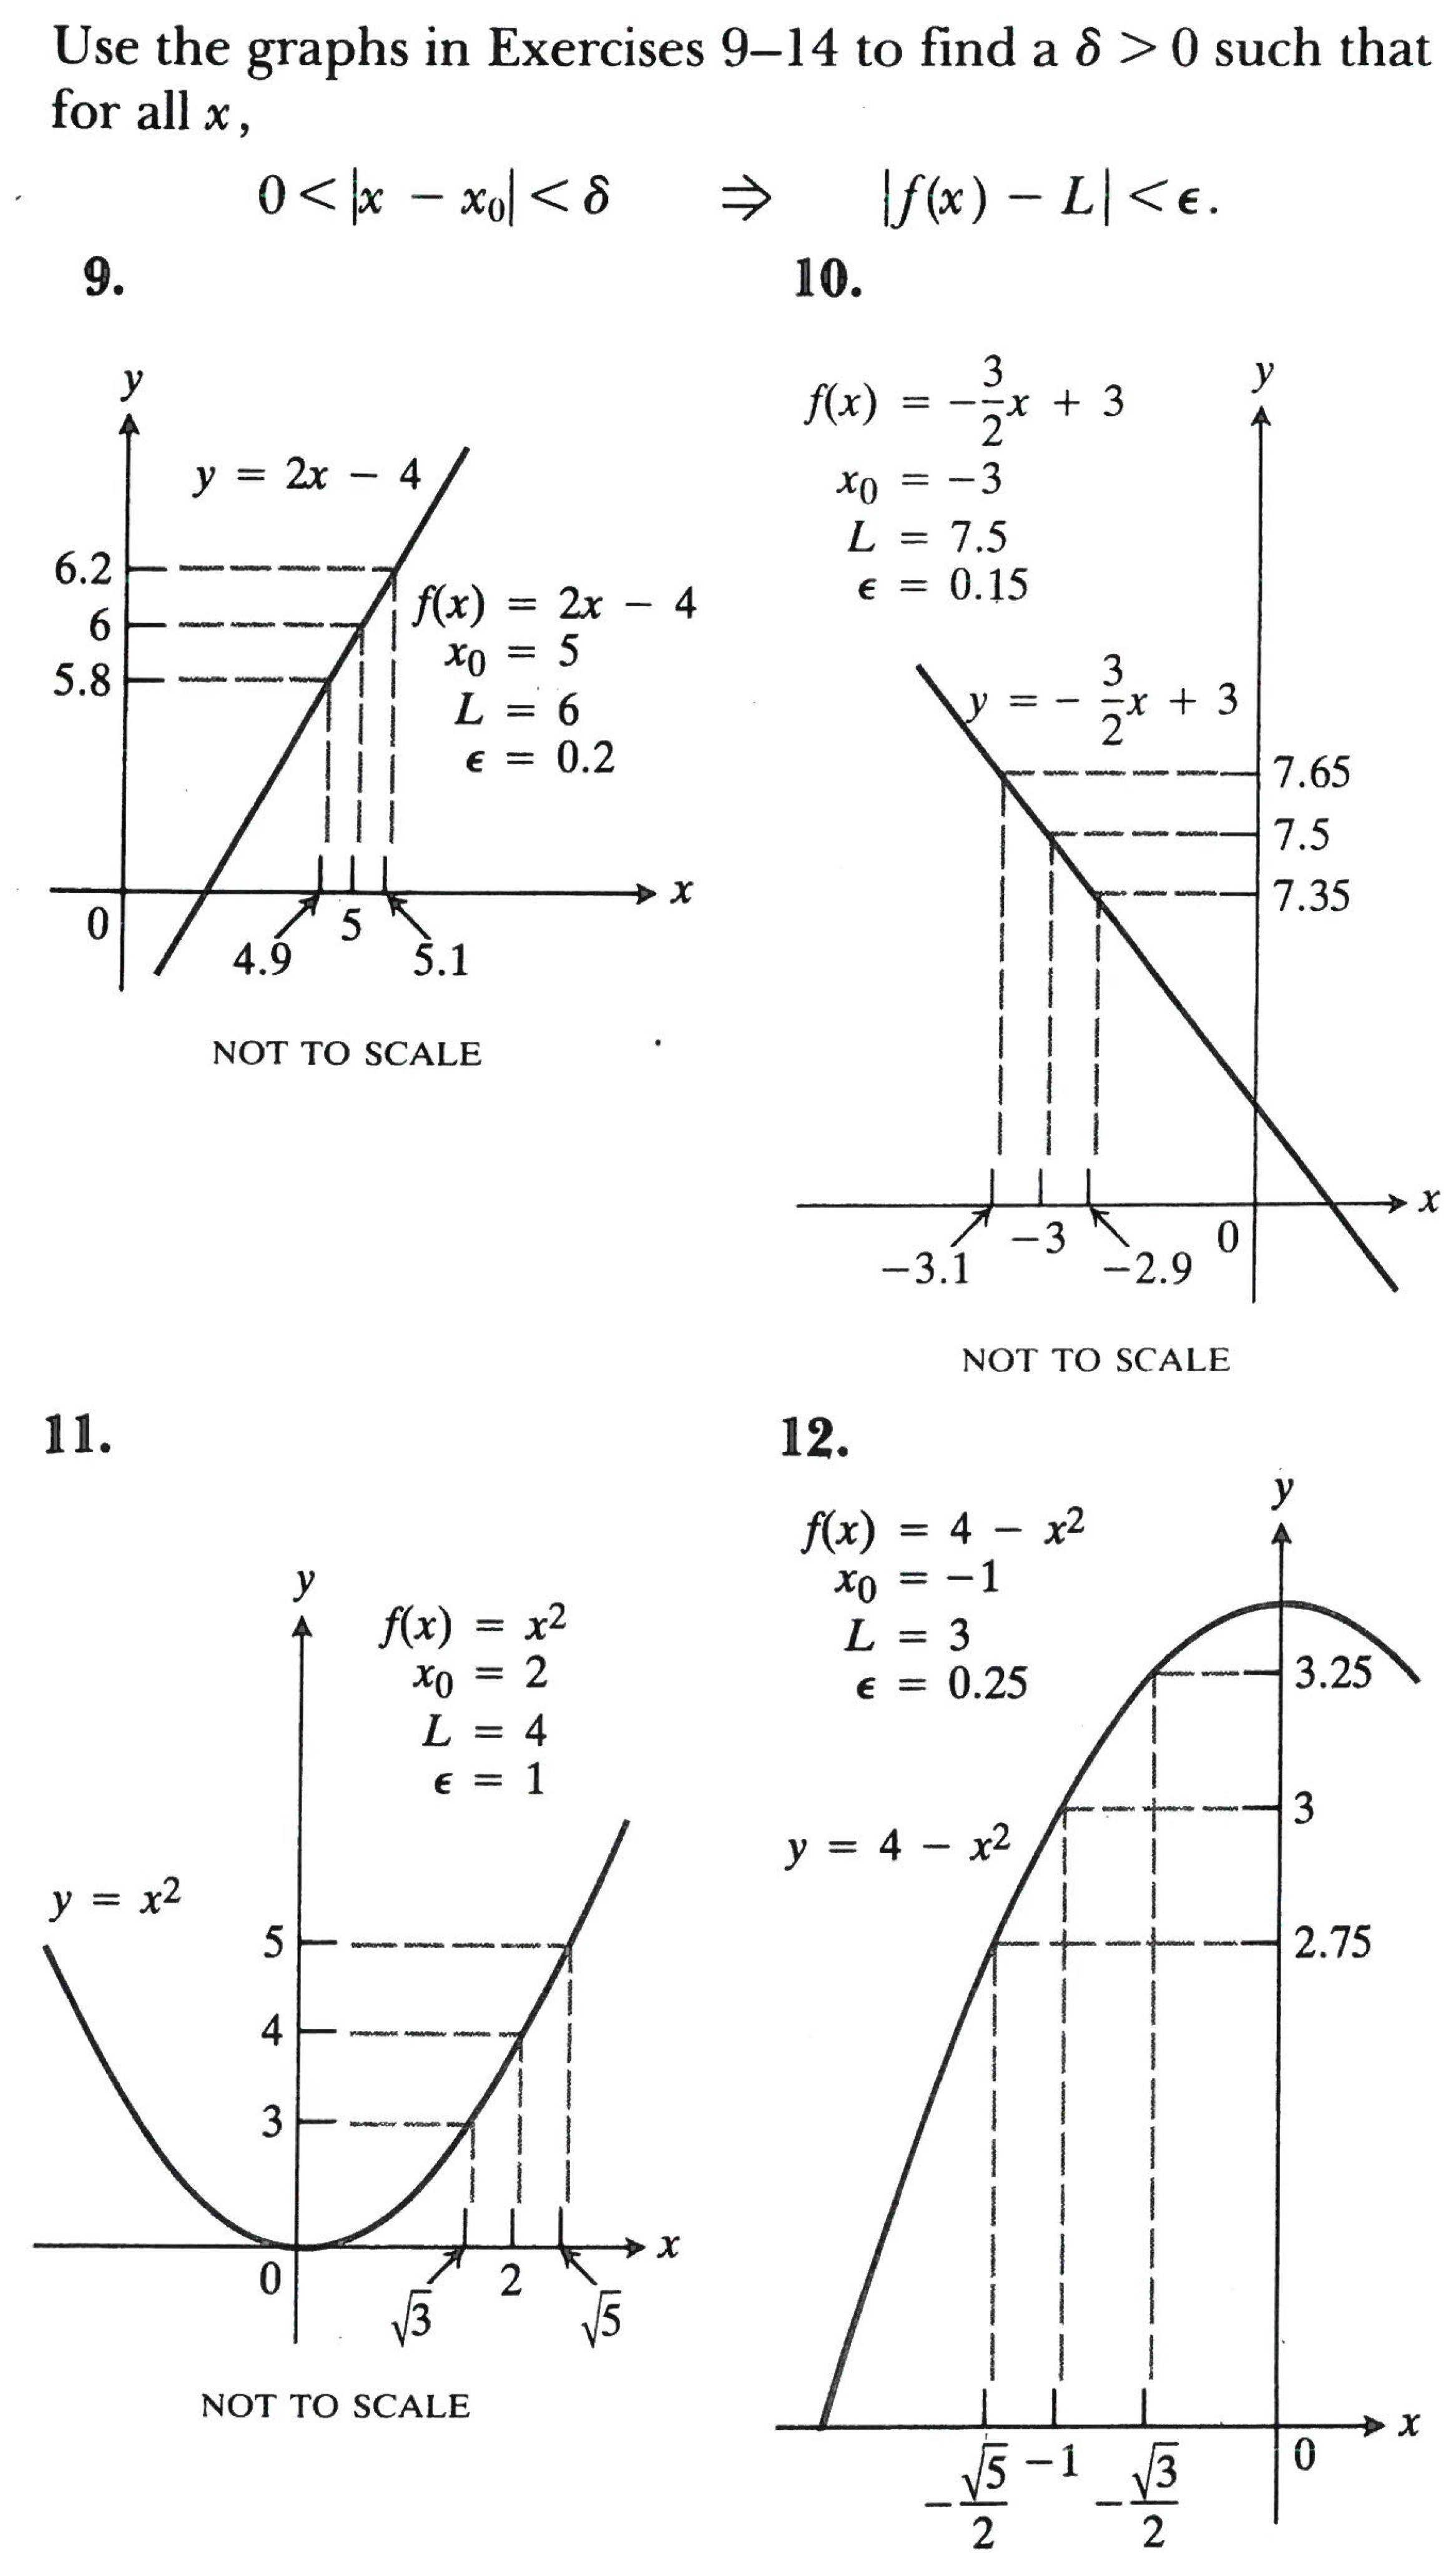 Use the graphs in Exercises 9–14 to find a δ > 0 such that
for all x,
0 < |x − x₀| < δ ⇒ |f(x) − L| < ϵ.
9.
y
y = 2x − 4
6.2
6
5.8
f(x) = 2x − 4
x₀ = 5
L = 6
ϵ = 0.2
x
0
4.9
5
5.1
NOT TO SCALE
10.
f(x) = −3/2x + 3
x₀ = −3
L = 7.5
ϵ = 0.15
y
y = −3/2x + 3
7.65
7.5
7.35
x
−3.1
−3
−2.9
0
NOT TO SCALE
11.
y
f(x) = x²
x₀ = 2
L = 4
ϵ = 1
y = x²
5
4
3
x
0
√3
2
√5
NOT TO SCALE
12.
y
f(x) = 4 − x²
x₀ = −1
L = 3
ϵ = 0.25
3.25
3
y = 4 − x²
2.75
x
−√5/2
−1
−√3/2
0